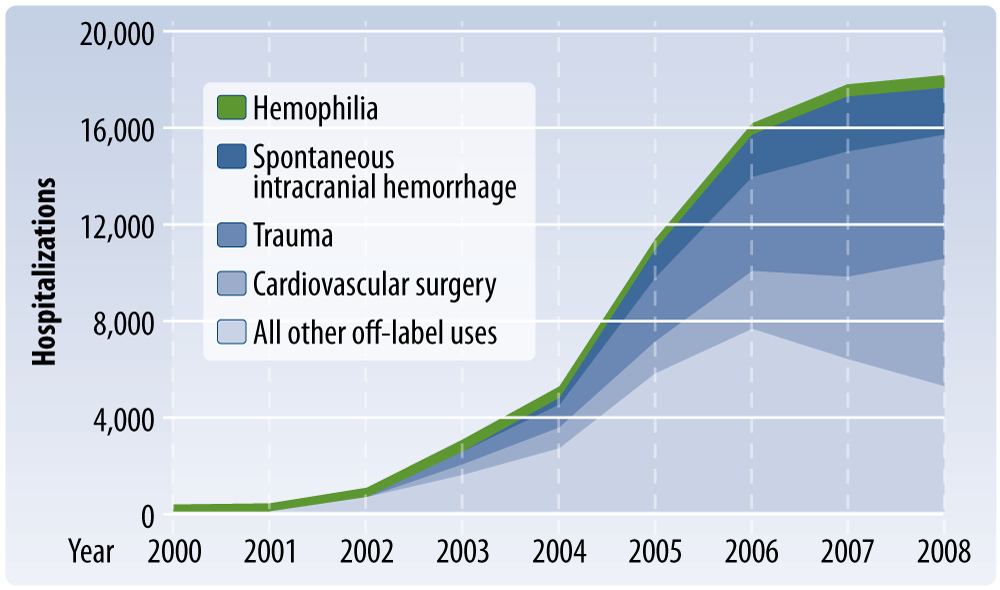 20,000
16,000
12,000
8,000
4,000
0
Hospitalizations
Hemophilia
Spontaneous
intracranial hemorrhage
Trauma
Cardiovascular surgery
All other off-label uses
Year 2000 2001 2002 2003 2004 2005 2006 2007 2008